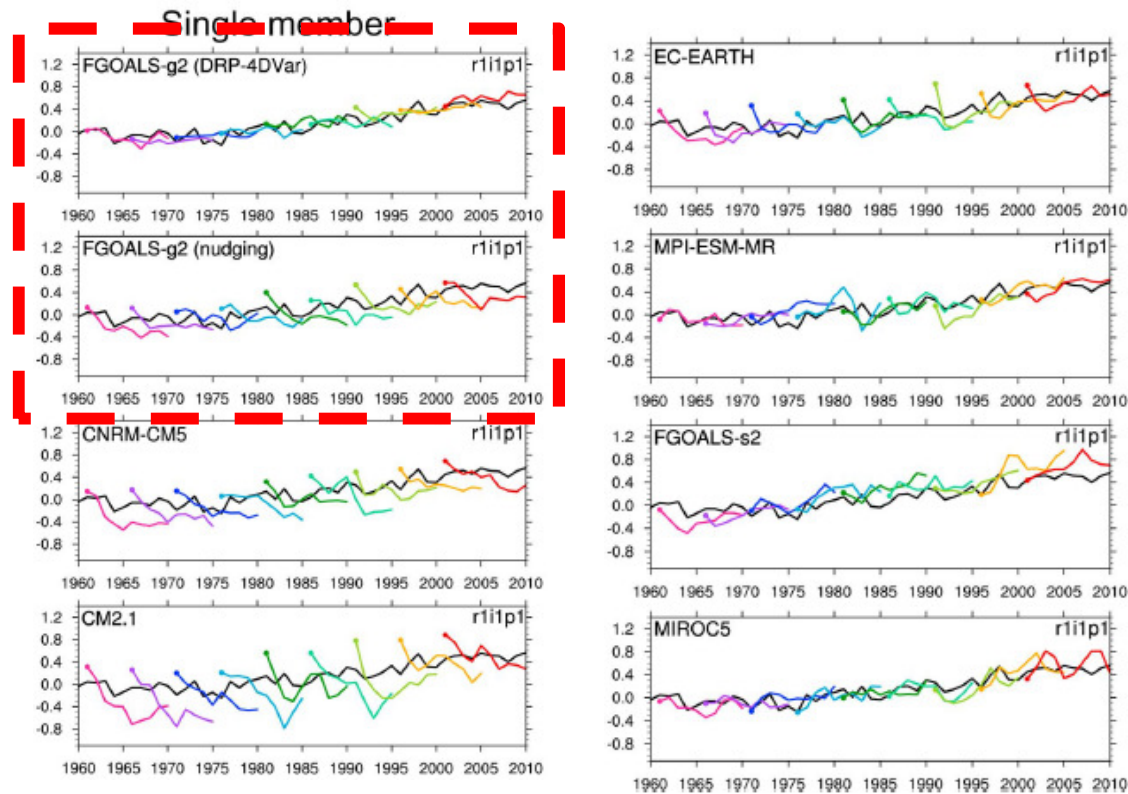 Single member
FGOALS-g2 (DRP-4DVar) r1i1p1
1.2
0.8
0.4
0.0
-0.4
-0.8
1960 1965 1970 1975 1980 1985 1990 1995 2000 2005 2010
FGOALS-g2 (nudging) r1i1p1
1.2
0.8
0.4
0.0
-0.4
-0.8
1960 1965 1970 1975 1980 1985 1990 1995 2000 2005 2010
CNRM-CM5 r1i1p1
1.2
0.8
0.4
0.0
-0.4
-0.8
1960 1965 1970 1975 1980 1985 1990 1995 2000 2005 2010
CM2.1 r1i1p1
1.2
0.8
0.4
0.0
-0.4
-0.8
1960 1965 1970 1975 1980 1985 1990 1995 2000 2005 2010
EC-EARTH r1i1p1
1.2
0.8
0.4
0.0
-0.4
-0.8
1960 1965 1970 1975 1980 1985 1990 1995 2000 2005 2010
MPI-ESM-MR r1i1p1
1.2
0.8
0.4
0.0
-0.4
-0.8
1960 1965 1970 1975 1980 1985 1990 1995 2000 2005 2010
FGOALS-s2 r1i1p1
1.2
0.8
0.4
0.0
-0.4
-0.8
1960 1965 1970 1975 1980 1985 1990 1995 2000 2005 2010
MIROC5 r1i1p1
1.2
0.8
0.4
0.0
-0.4
-0.8
1960 1965 1970 1975 1980 1985 1990 1995 2000 2005 2010